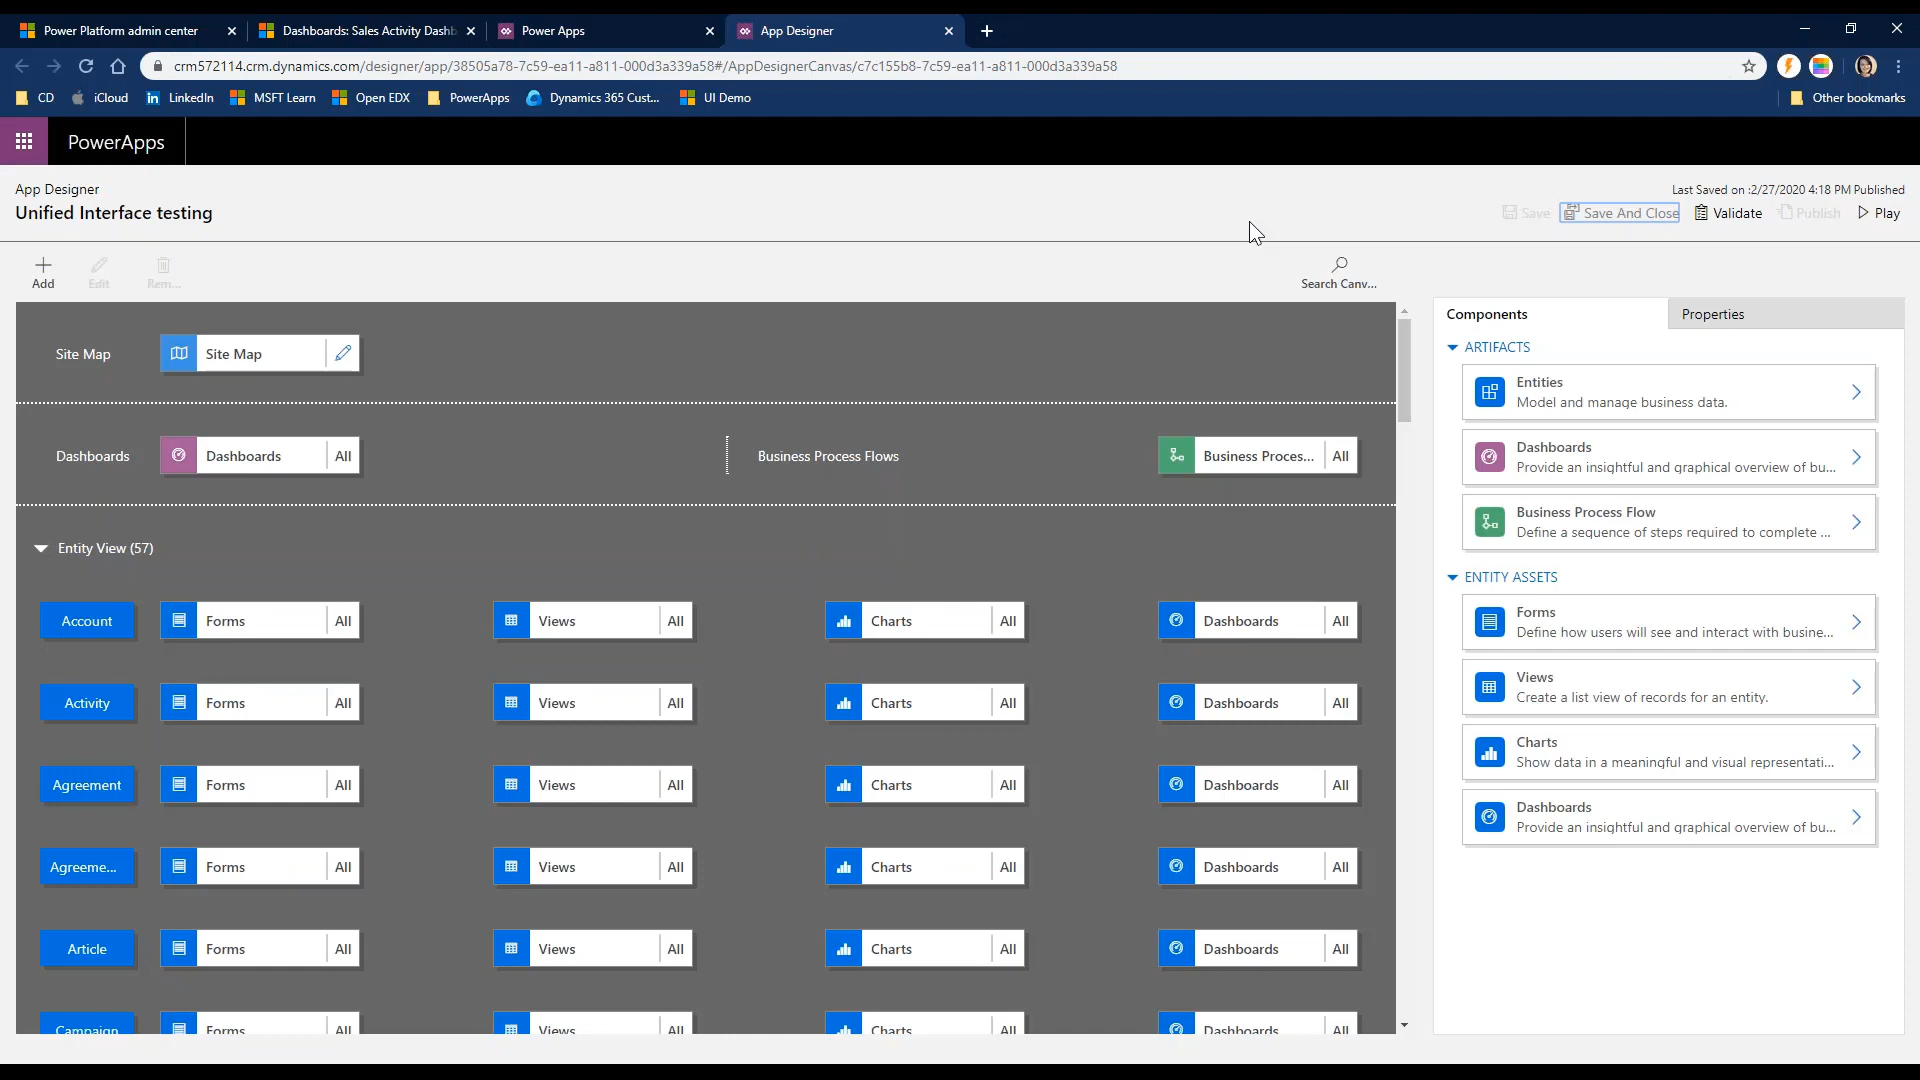 Power Platform admin center
Dashboards: Sales Activity Dashb
Power Apps
App Designer
crm572114.crm.dynamics.com/designer/app/38505a78-7c59-ea11-a811-000d3a339a58#/AppDesignerCanvas/c7c155b8-7c59-ea11-a811-000d3a339a58
CD
iCloud
LinkedIn
MSFT Learn
Open EDX
PowerApps
Dynamics 365 Cust...
UI Demo
Other bookmarks
PowerApps
App Designer
Unified Interface testing
Last Saved on :2/27/2020 4:18 PM Published
Save
Save And Close
Validate
Publish
Play
Add
Edit
Rem...
Search Canv...
Site Map
Site Map
Dashboards
Dashboards All
Business Process Flows
Business Proces... All
Entity View (57)
Account Forms All Views All Charts All Dashboards All
Activity Forms All Views All Charts All Dashboards All
Agreement Forms All Views All Charts All Dashboards All
Agreeme... Forms All Views All Charts All Dashboards All
Article Forms All Views All Charts All Dashboards All
Campaign Forms All Views All Charts All Dashboards All
Components
Properties
ARTIFACTS
Entities
Model and manage business data.
Dashboards
Provide an insightful and graphical overview of bu...
Business Process Flow
Define a sequence of steps required to complete ...
ENTITY ASSETS
Forms
Define how users will see and interact with busine...
Views
Create a list view of records for an entity.
Charts
Show data in a meaningful and visual representati...
Dashboards
Provide an insightful and graphical overview of bu...